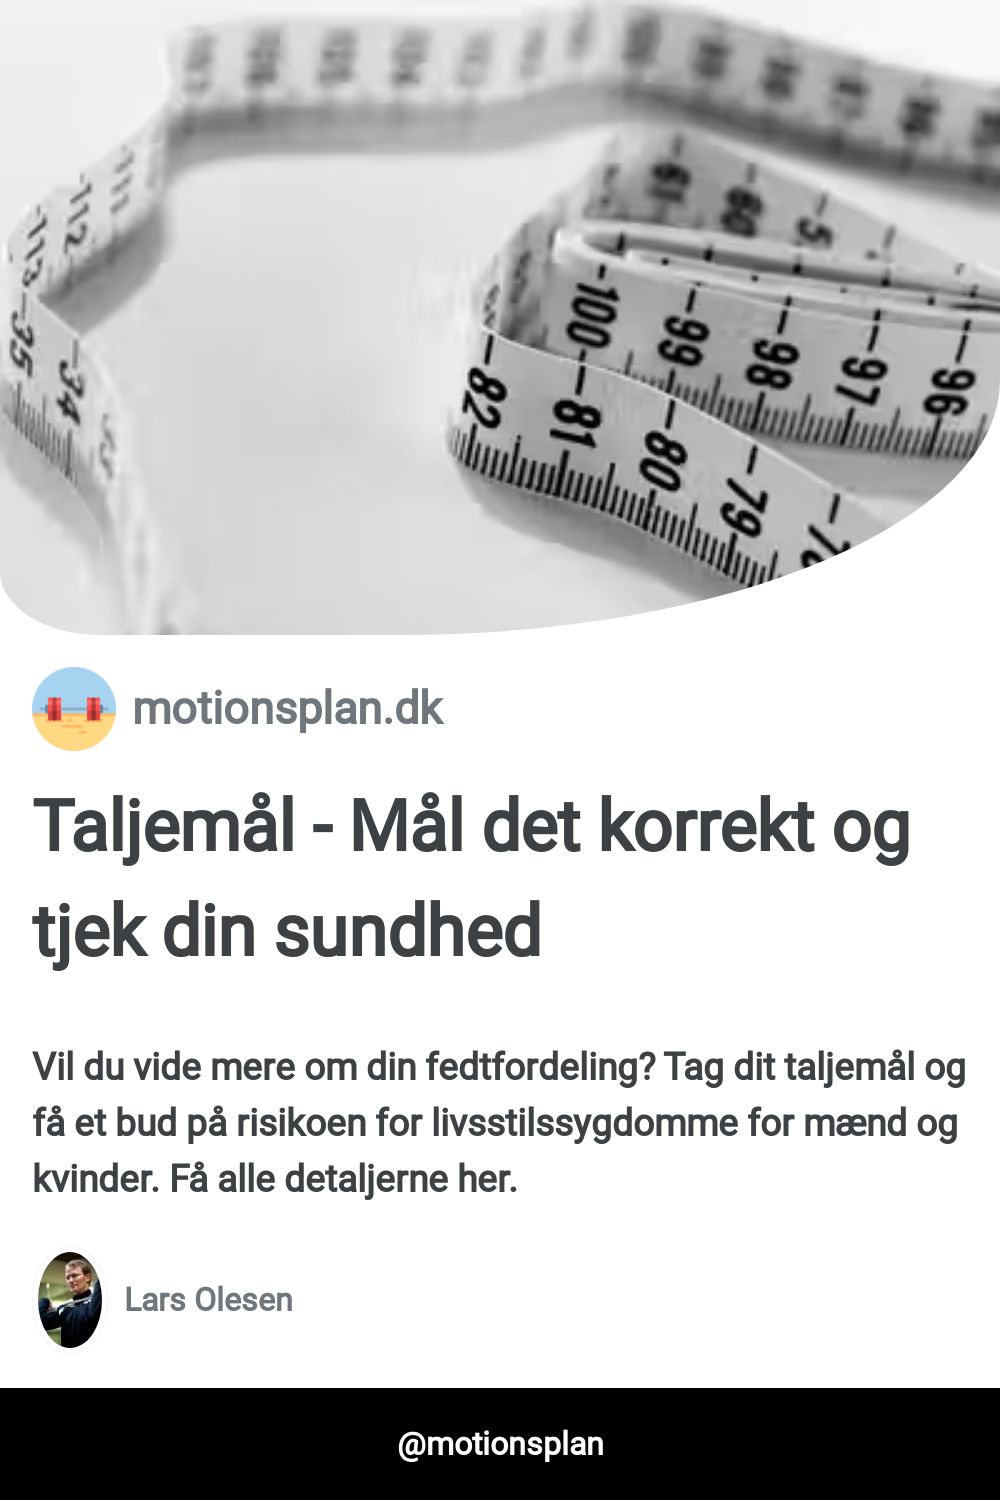 112
113
35
34
61
60
100
99
98
97
96
82
81
80
79
motionsplan.dk
Taljemål - Mål det korrekt og
tjek din sundhed
Vil du vide mere om din fedtfordeling? Tag dit taljemål og
få et bud på risikoen for livsstilssygdomme for mænd og
kvinder. Få alle detaljerne her.
Lars Olesen
@motionsplan